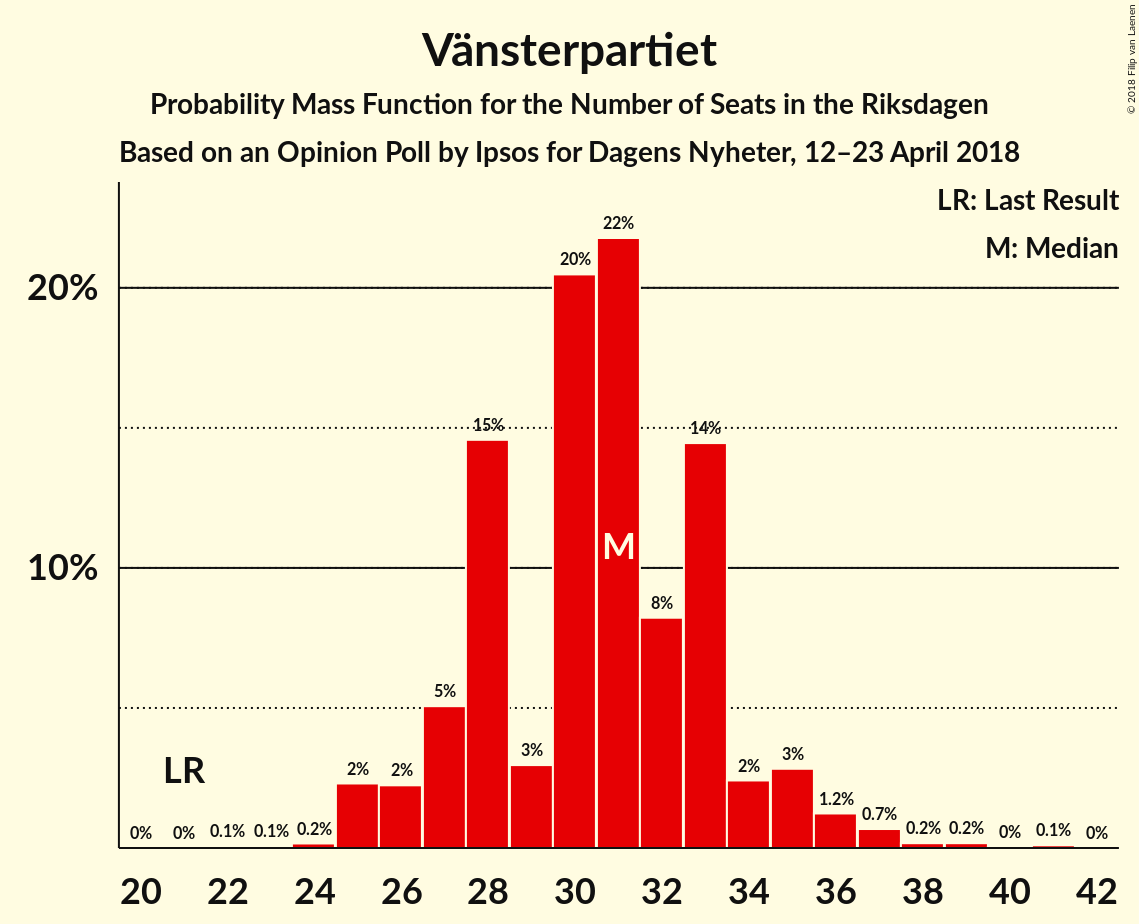 Vänsterpartiet
Probability Mass Function for the Number of Seats in the Riksdagen
Based on an Opinion Poll by Ipsos for Dagens Nyheter, 12–23 April 2018
© 2018 Filip van Laenen
LR: Last Result
M: Median
22%
20%
20%
15%
14%
M
10%
8%
5%
3%
3%
LR
2%
2%
2%
1.2%
0.7%
0% 0% 0.1% 0.1% 0.2% 0.2% 0.2% 0% 0.1% 0%
20 22 24 26 28 30 32 34 36 38 40 42